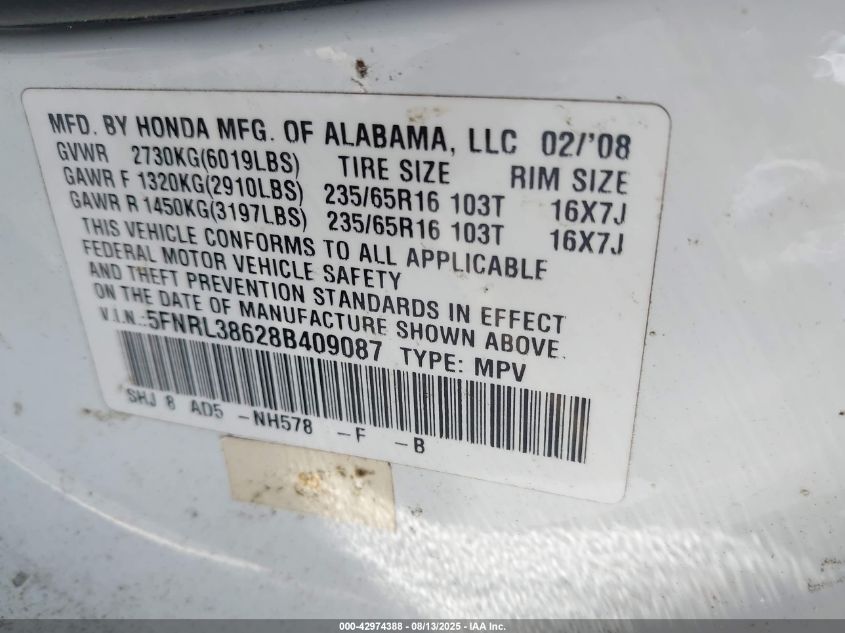 MFD. BY HONDA MFG. OF ALABAMA, LLC 02/'08
GVWR 2730KG(6019LBS) TIRE SIZE RIM SIZE
GAWR F 1320KG(2910LBS) 235/65R16 103T 16X7J
GAWR R 1450KG(3197LBS) 235/65R16 103T 16X7J
THIS VEHICLE CONFORMS TO ALL APPLICABLE
FEDERAL MOTOR VEHICLE SAFETY
AND THEFT PREVENTION STANDARDS IN EFFECT
ON THE DATE OF MANUFACTURE SHOWN ABOVE.
V.I.N.:5FNRL38628B409087 TYPE: MPV
SHJ 8 AD5 -NH578 -F -B
000-42974388 - 08/13/2025 - IAA Inc.